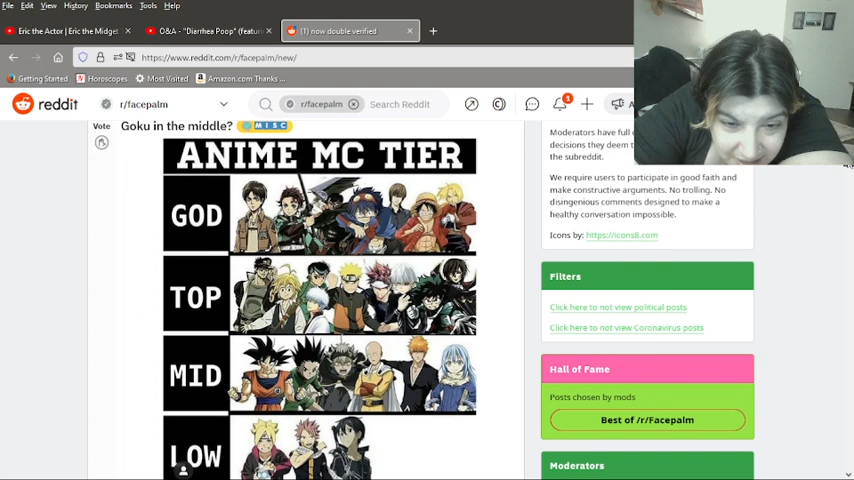 File Edit View History Bookmarks Tools Help
Eric the Actor | Eric the Midget
O&A - "Diarrhea Poop" (featur
(1) now double verified
https://www.reddit.com/r/facepalm/new/
Getting Started Horoscopes Most Visited Amazon.com Thanks ...
reddit r/facepalm r/facepalm Search Reddit 1 A
Vote
Goku in the middle? MISC
ANIME MC TIER
GOD
TOP
MID
LOW
Moderators have full
decisions they deem t
the subreddit.
We require users to participate in good faith and
make constructive arguments. No trolling. No
disingenious comments designed to make a
healthy conversation impossible.
Icons by: https://icons8.com
Filters
Click here to not view political posts
Click here to not view Coronavirus posts
Hall of Fame
Posts chosen by mods
Best of /r/Facepalm
Moderators